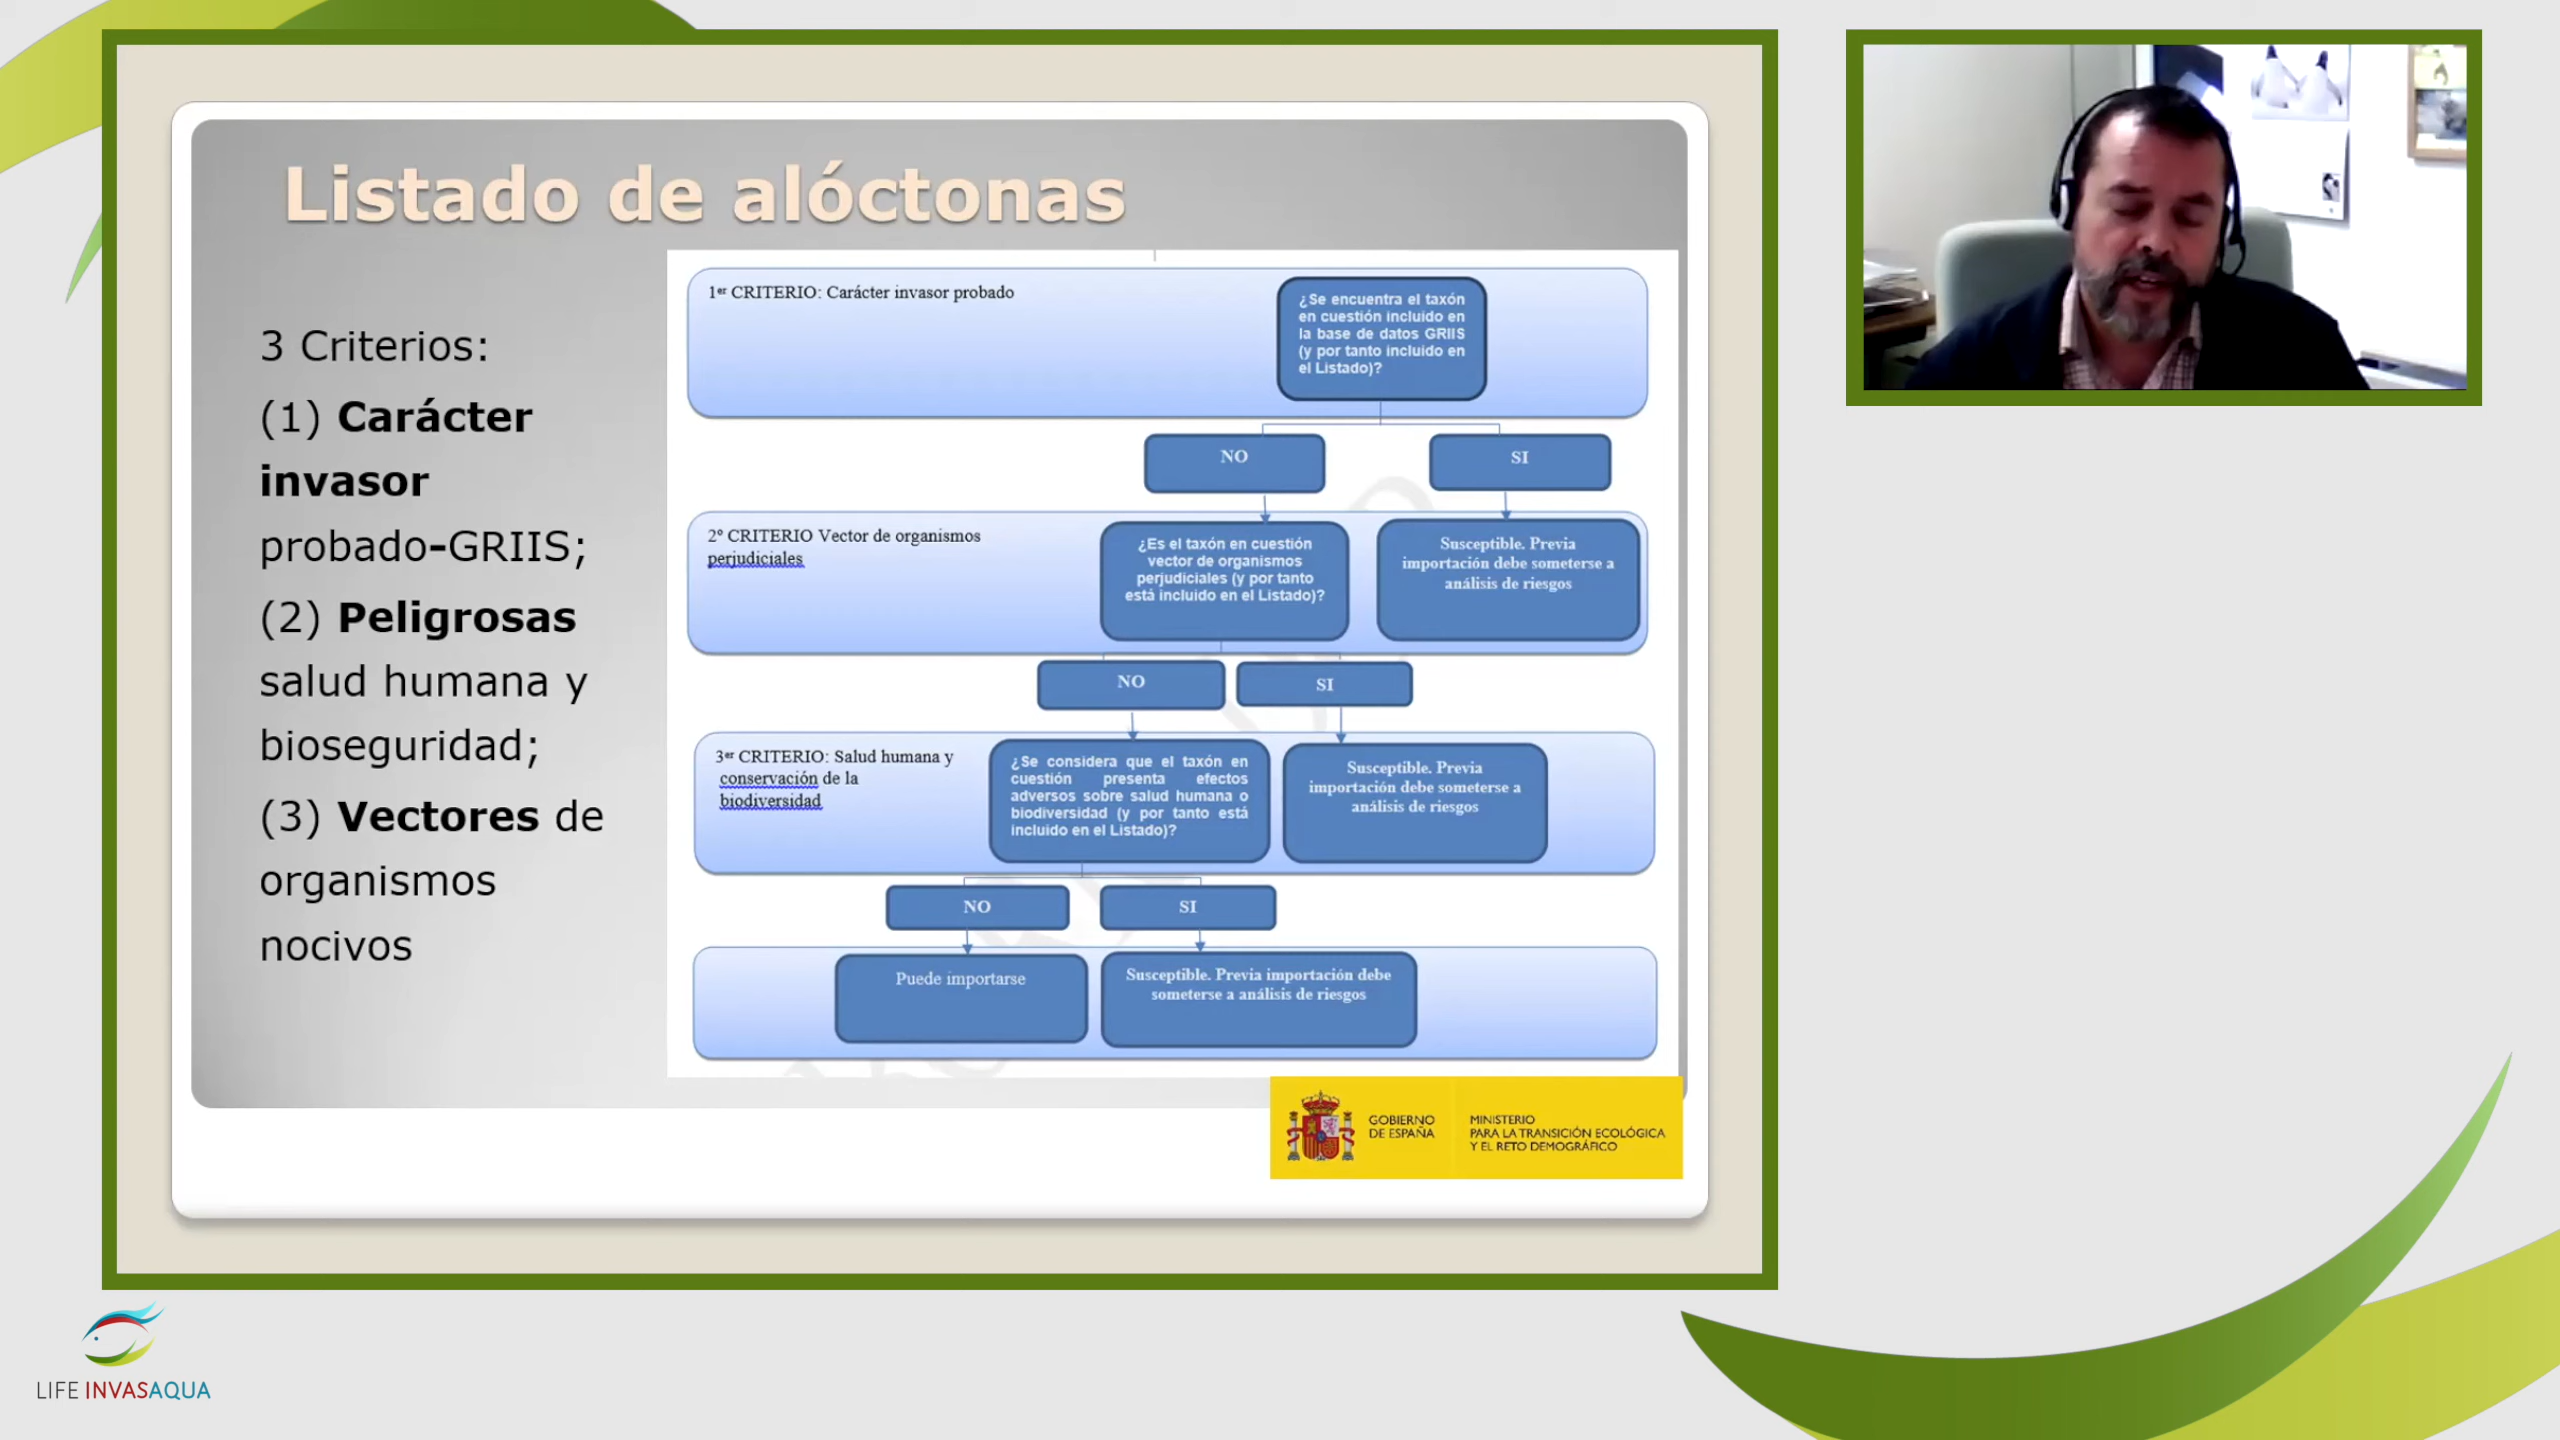 Listado de alóctonas
3 Criterios:
(1) Carácter
invasor
probado-GRIIS;
(2) Peligrosas
salud humana y
bioseguridad;
(3) Vectores de
organismos
nocivos
1er CRITERIO: Carácter invasor probado
¿Se encuentra el taxón
en cuestión incluido en
la base de datos GRIIS
(y por tanto incluido en
el Listado)?
NO
SI
2º CRITERIO Vector de organismos
perjudiciales
¿Es el taxón en cuestión
vector de organismos
perjudiciales (y por tanto
está incluido en el Listado)?
Susceptible. Previa
importación debe someterse a
análisis de riesgos
NO
SI
3er CRITERIO: Salud humana y
conservación de la
biodiversidad
¿Se considera que el taxón en
cuestión presenta efectos
adversos sobre salud humana o
biodiversidad (y por tanto está
incluido en el Listado)?
Susceptible. Previa
importación debe someterse a
análisis de riesgos
NO
SI
Puede importarse
Susceptible. Previa importación debe
someterse a análisis de riesgos
GOBIERNO
DE ESPAÑA
MINISTERIO
PARA LA TRANSICIÓN ECOLÓGICA
Y EL RETO DEMOGRÁFICO
LIFE INVASAQUA